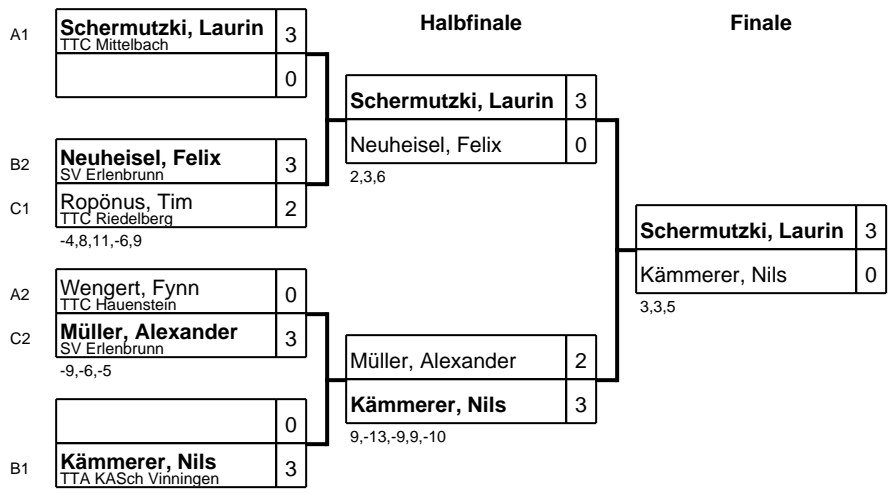 Halbfinale
Finale
A1
Schermutzki, Laurin 3
TTC Mittelbach
0
B2
Neuheisel, Felix 3
SV Erlenbrunn
C1
Ropönus, Tim 2
TTC Riedelberg
-4,8,11,-6,9
A2
Wengert, Fynn 0
TTC Hauenstein
C2
Müller, Alexander 3
SV Erlenbrunn
-9,-6,-5
0
B1
Kämmerer, Nils 3
TTA KASch Vinningen
Schermutzki, Laurin 3
Neuheisel, Felix 0
2,3,6
Müller, Alexander 2
Kämmerer, Nils 3
9,-13,-9,9,-10
Schermutzki, Laurin 3
Kämmerer, Nils 0
3,3,5